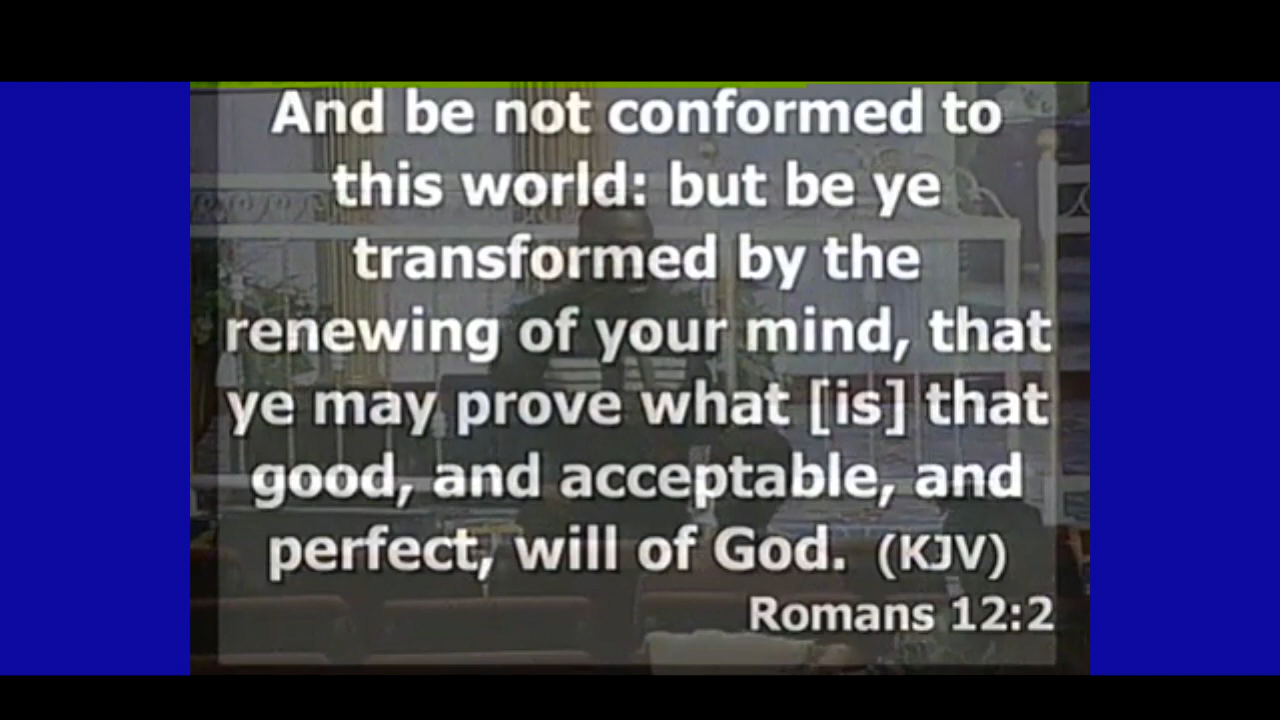 And be not conformed to
this world: but be ye
transformed by the
renewing of your mind, that
ye may prove what [is] that
good, and acceptable, and
perfect, will of God. (KJV)
Romans 12:2